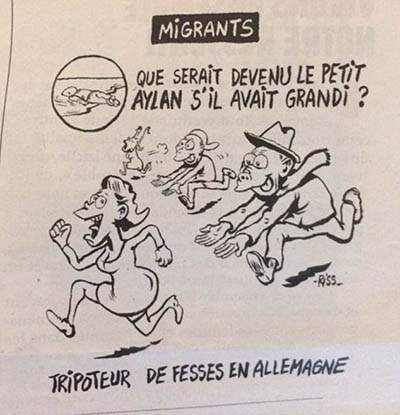 MIGRANTS
QUE SERAIT DEVENU LE PETIT
AYLAN S'IL AVAIT GRANDI ?
-RISS-
TRIPOTEUR DE FESSES EN ALLEMAGNE